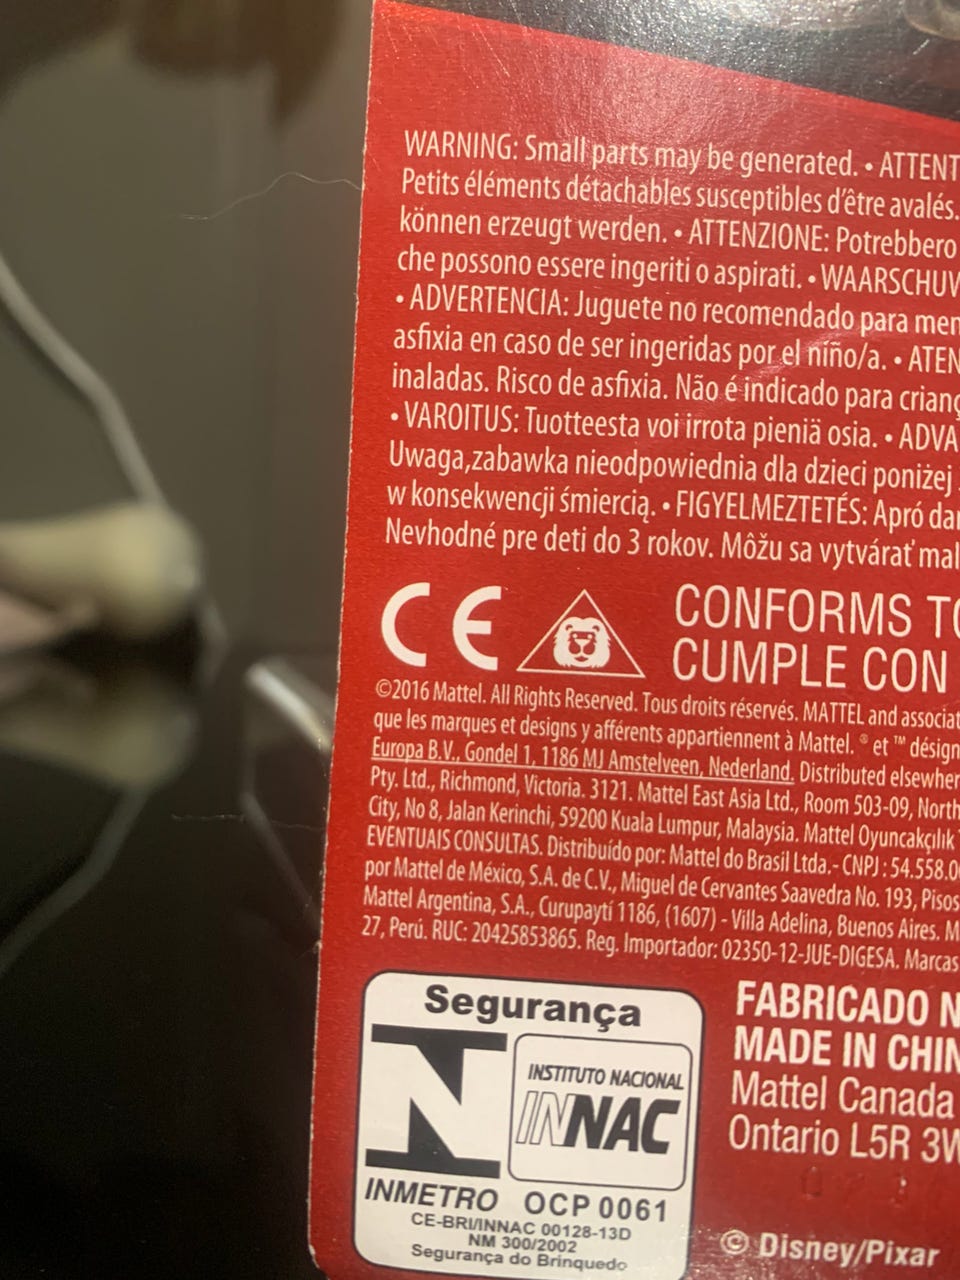 WARNING: Small parts may be generated. • ATTENT
Petits éléments détachables susceptibles d'être avalés.
können erzeugt werden. • ATTENZIONE: Potrebbero
che possono essere ingeriti o aspirati. • WAARSCHUV
• ADVERTENCIA: Juguete no recomendado para men
asfixia en caso de ser ingeridas por el niño/a. • ATEN
inaladas. Risco de asfixia. Não é indicado para crianç
• VAROITUS: Tuotteesta voi irrota pieniä osia. • ADVA
Uwaga,zabawka nieodpowiednia dla dzieci poniżej
w konsekwencji śmiercią. • FIGYELMEZTETÉS: Apró dar
Nevhodné pre deti do 3 rokov. Môžu sa vytvárať mal
CE
CONFORMS TO
CUMPLE CON
©2016 Mattel. All Rights Reserved. Tous droits réservés. MATTEL and associat
que les marques et designs y afférents appartiennent à Mattel. ® et ™ désign
Europa B.V., Gondel 1, 1186 MJ Amstelveen, Nederland. Distributed elsewher
Pty. Ltd., Richmond, Victoria. 3121. Mattel East Asia Ltd., Room 503-09, North
City, No 8, Jalan Kerinchi, 59200 Kuala Lumpur, Malaysia. Mattel Oyuncakçılık
EVENTUAIS CONSULTAS. Distribuído por: Mattel do Brasil Ltda.- CNPJ : 54.558.0
por Mattel de México, S.A. de C.V., Miguel de Cervantes Saavedra No. 193, Pisos
Mattel Argentina, S.A., Curupaytí 1186, (1607) - Villa Adelina, Buenos Aires. M
27, Perú. RUC: 20425853865. Reg. Importador: 02350-12-JUE-DIGESA. Marcas
Segurança
INSTITUTO NACIONAL
INNAC
INMETRO OCP 0061
CE-BRI/INNAC 00128-13D
NM 300/2002
Segurança do Brinquedo
FABRICADO N
MADE IN CHIN
Mattel Canada
Ontario L5R 3W
© Disney/Pixar